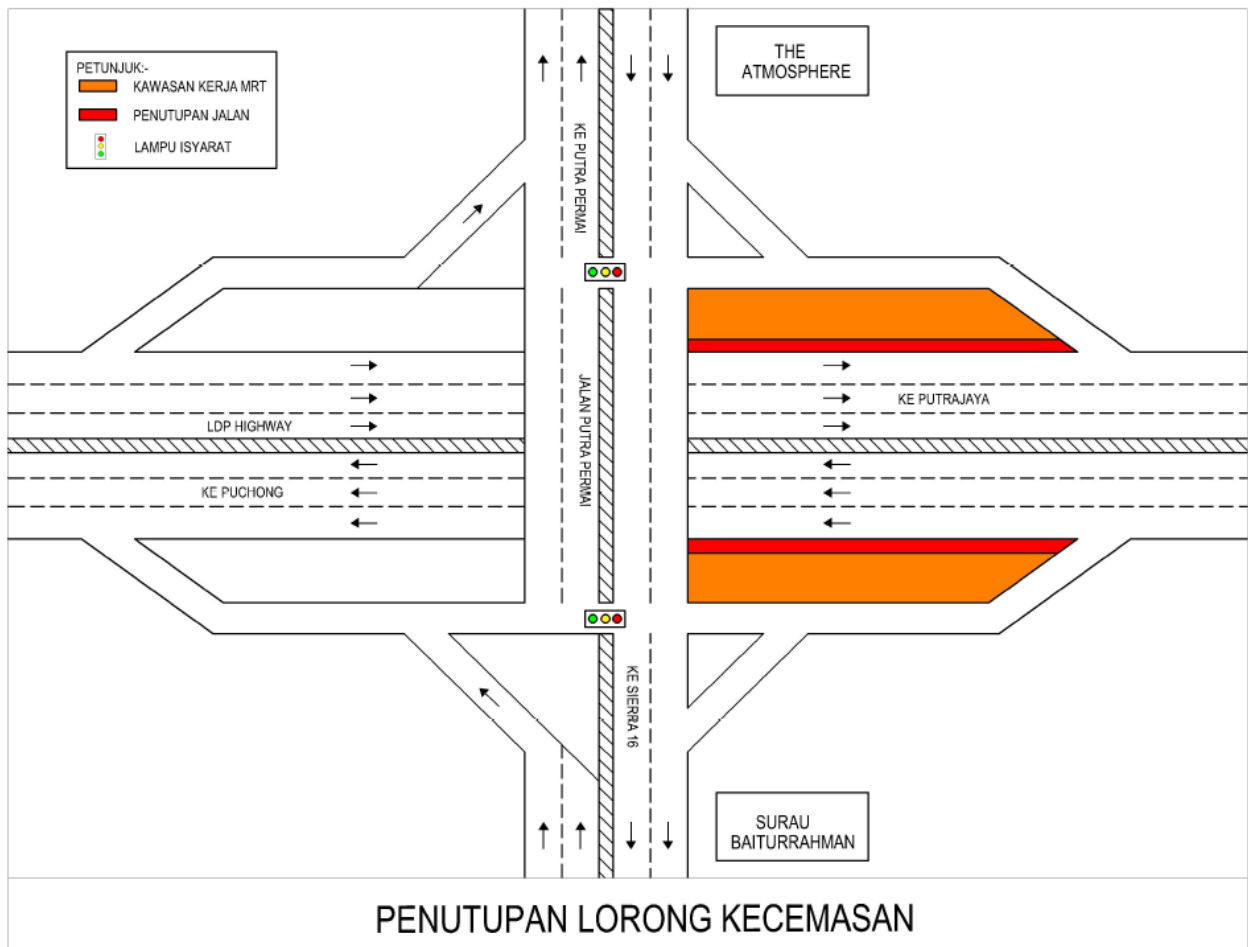 PETUNJUK:-
KAWASAN KERJA MRT
PENUTUPAN JALAN
LAMPU ISYARAT
THE
ATMOSPHERE
KE PUTRA PERMAI
JALAN PUTRA PERMAI
KE PUTRAJAYA
LDP HIGHWAY
KE PUCHONG
KE SIERRA 16
SURAU
BAITURRAHMAN
PENUTUPAN LORONG KECEMASAN